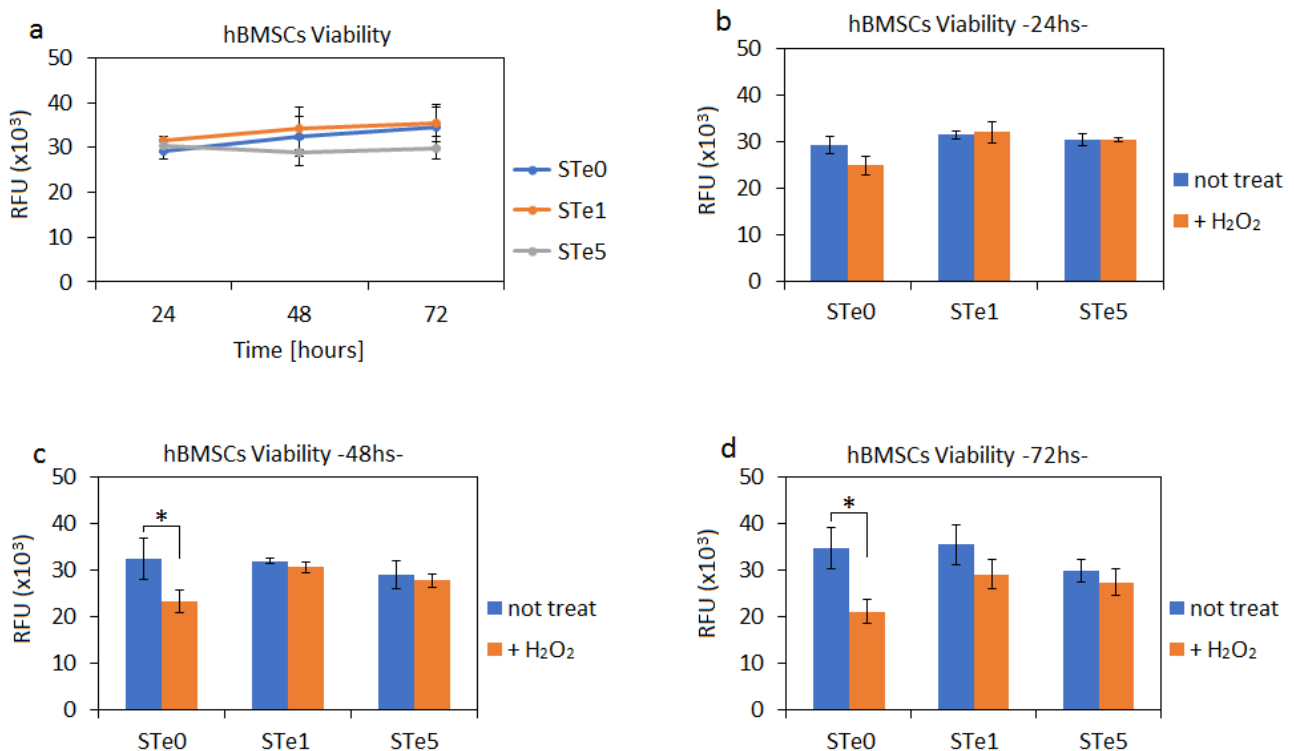 a
hBMSCs Viability
50
40
30
20
10
0
RFU (x10³)
24 48 72
Time [hours]
STe0
STe1
STe5
b
hBMSCs Viability -24hs-
50
40
30
20
10
0
RFU (x10³)
STe0 STe1 STe5
not treat
+ H₂O₂
c
hBMSCs Viability -48hs-
50
40
30
20
10
0
RFU (x10³)
*
STe0 STe1 STe5
not treat
+ H₂O₂
d
hBMSCs Viability -72hs-
50
40
30
20
10
0
RFU (x10³)
*
STe0 STe1 STe5
not treat
+ H₂O₂